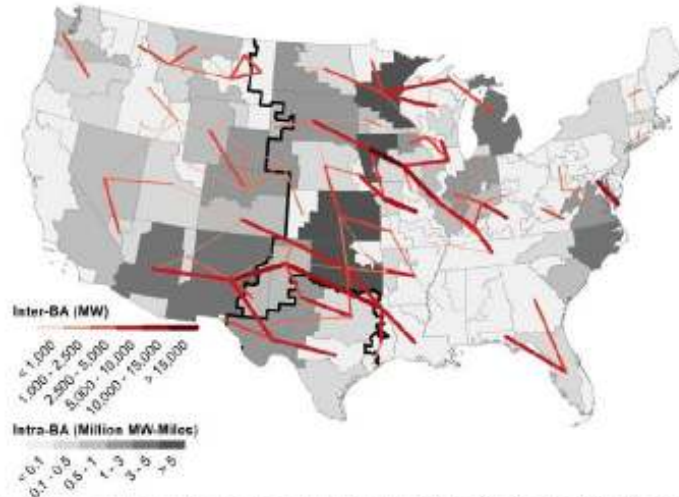 Inter-BA (MW)
< 1,000
1,000 - 2,500
2,500 - 5,000
5,000 - 10,000
10,000 - 15,000
> 15,000
Intra-BA (Million MW-Miles)
< 0.1
0.1 - 0.5
0.5 - 1
1 - 3
3 - 5
> 5